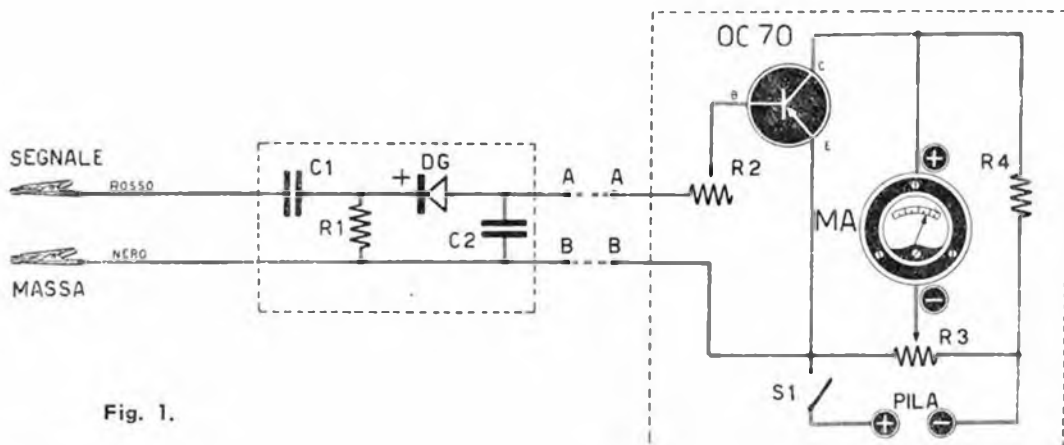 OC 70
C
B
E
SEGNALE
ROSSO
C1
+
DG
A
A
R2
R4
+
R1
C2
MA
NERO
B
B
MASSA
−
R3
S1
PILA
+
−
Fig. 1.